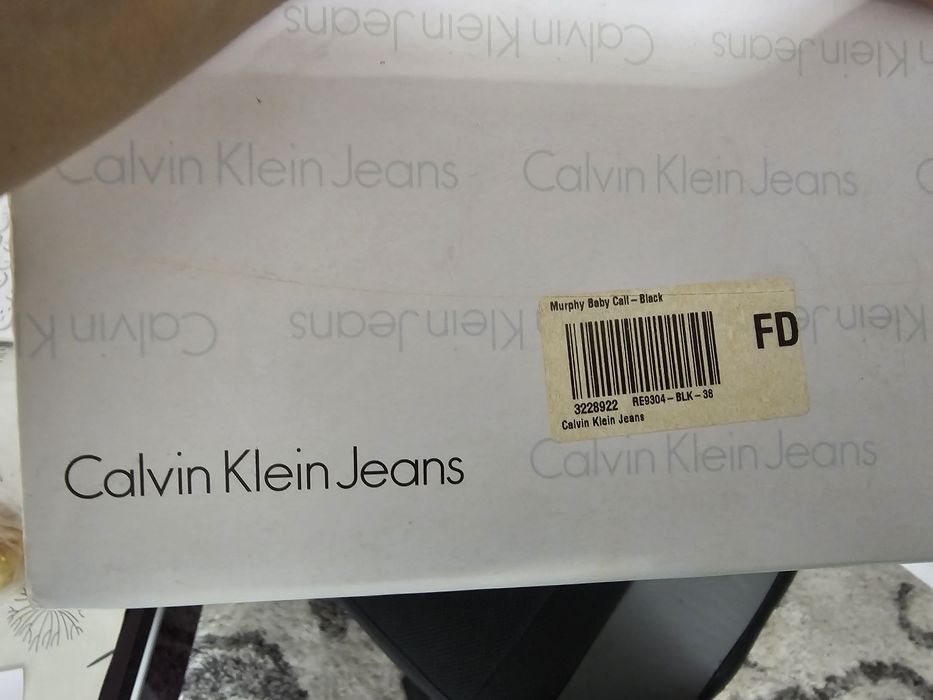 Calvin Klein Jeans
Calvin Klein
Calvin Klein Jeans
Calvin Klein Jeans
Calvin K
Klein Jeans
Klein
Murphy Baby Calf – Black
FD
3228922 RE9304–BLK–36
Calvin Klein Jeans
Calvin Klein Jeans
Calvin Klein Jeans